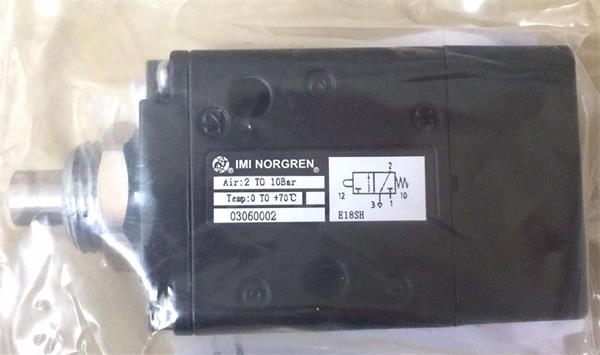 IMI NORGREN®
Air:2 TO 10Bar
Temp:0 TO +70℃
03060002
2
12
3
1
10
E18SH